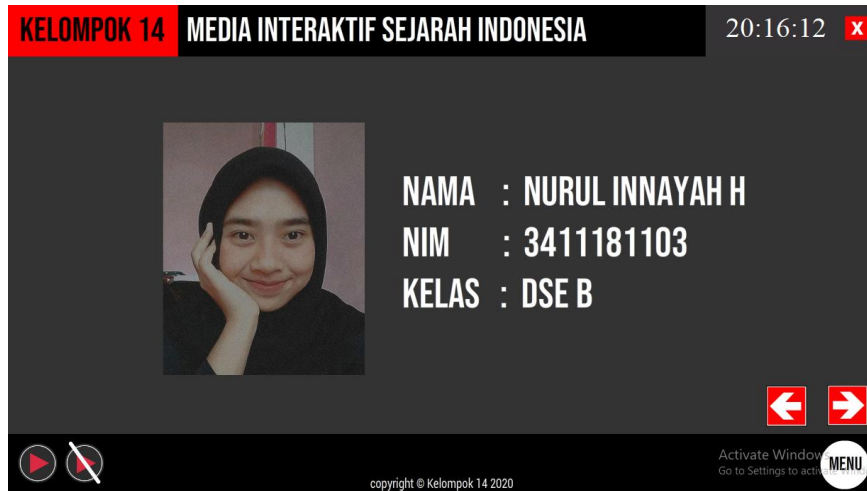 KELOMPOK 14 MEDIA INTERAKTIF SEJARAH INDONESIA 20:16:12 X
NAMA : NURUL INNAYAH H
NIM : 3411181103
KELAS : DSE B
Activate Windows
Go to Settings to activate
MENU
copyright © Kelompok 14 2020